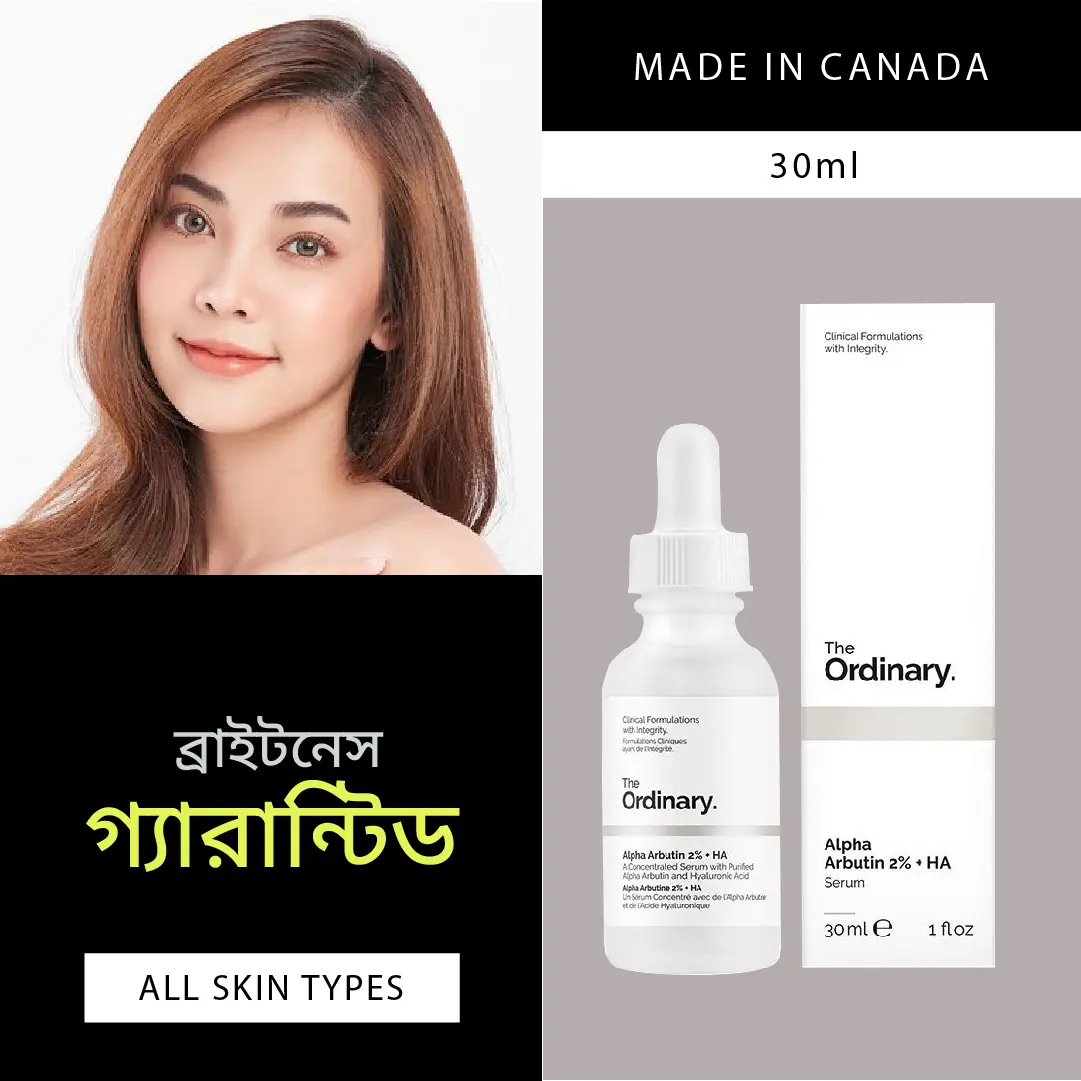 MADE IN CANADA
30ml
ব্রাইটনেস
গ্যারান্টিড
ALL SKIN TYPES
Clinical Formulations
with Integrity.
Formulations Cliniques
ayant de l'Intégrité.
The
Ordinary.
Alpha Arbutin 2% + HA
A Concentrated Serum with Purified
Alpha Arbutin and Hyaluronic Acid
Alpha Arbutine 2% + HA
Un Sérum Concentré avec de l'Alpha Arbutine
et de l'Acide Hyaluronique
Clinical Formulations
with Integrity.
The
Ordinary.
Alpha
Arbutin 2% + HA
Serum
30 ml ℮ 1 fl oz